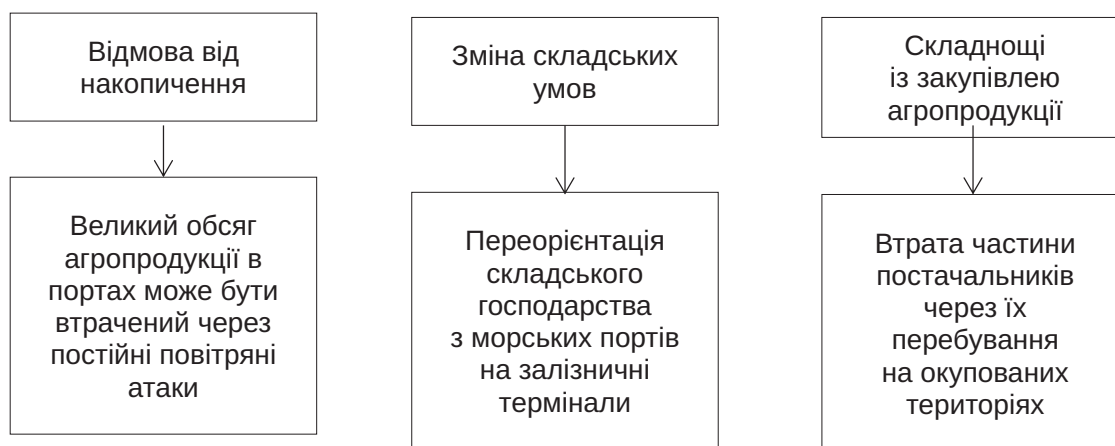 Відмова від
накопичення
Зміна складських
умов
Складнощі
із закупівлею
агропродукції
Великий обсяг
агропродукції в
портах може бути
втрачений через
постійні повітряні
атаки
Переорієнтація
складського
господарства
з морських портів
на залізничні
термінали
Втрата частини
постачальників
через їх
перебування
на окупованих
територіях